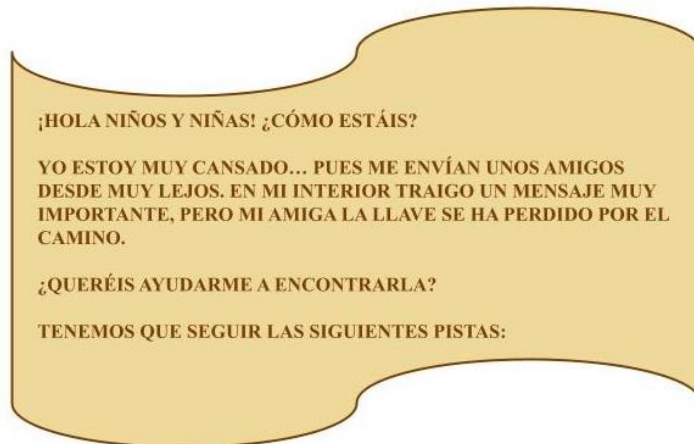 ¡HOLA NIÑOS Y NIÑAS! ¿CÓMO ESTÁIS?
YO ESTOY MUY CANSADO... PUES ME ENVÍAN UNOS AMIGOS
DESDE MUY LEJOS. EN MI INTERIOR TRAIGO UN MENSAJE MUY
IMPORTANTE, PERO MI AMIGA LA LLAVE SE HA PERDIDO POR EL
CAMINO.
¿QUERÉIS AYUDARME A ENCONTRARLA?
TENEMOS QUE SEGUIR LAS SIGUIENTES PISTAS: